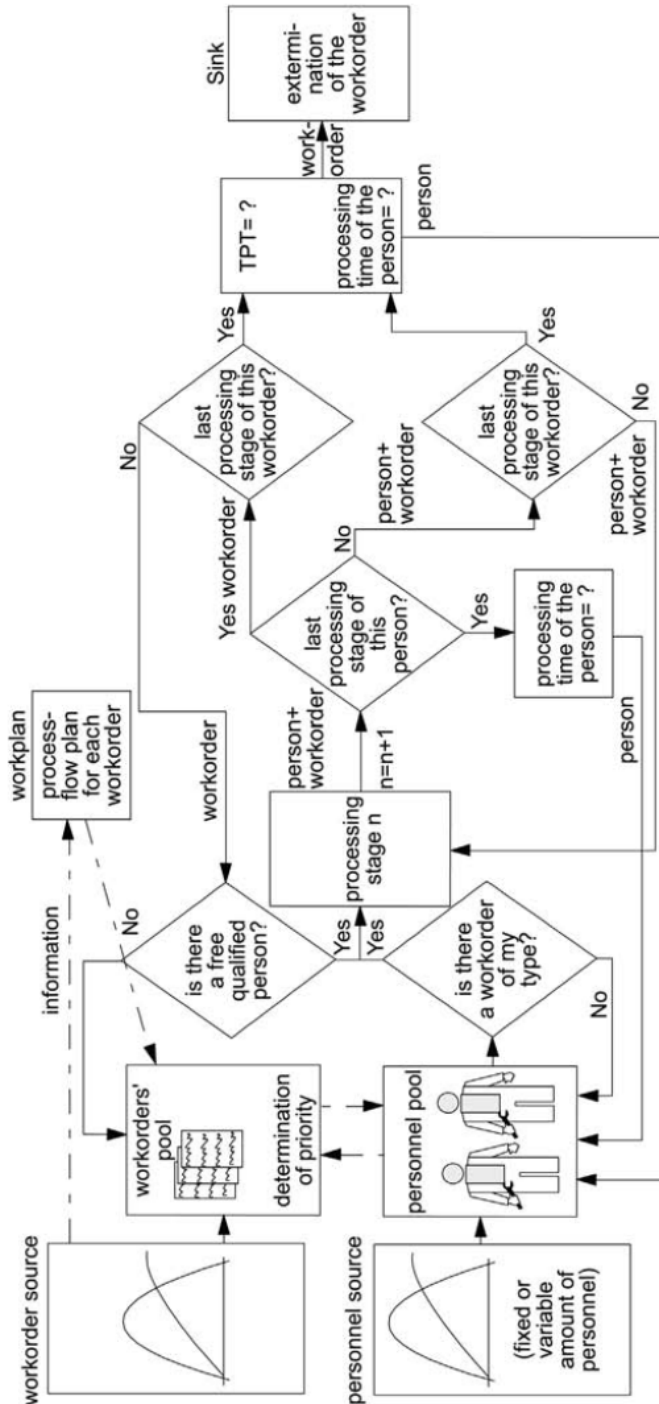 workorder source
information
workorders'
pool
determination
of priority
workplan
process-
flow plan
for each
workorder
No
is there
a free
qualified
person?
workorder
No
last
processing
stage of this
workorder?
Yes
Yes workorder
TPT= ?
processing
time of the
person= ?
work-
order
Sink
extermi-
nation
of the
workorder
person
personnel source
(fixed or
variable
amount of
personnel)
personnel pool
is there
a workorder
of my
type?
No
Yes
Yes
processing
stage n
person+
workorder
n=n+1
last
processing
stage of
this
person?
No
person+
workorder
Yes
processing
time of the
person= ?
person
last
processing
stage of this
workorder?
Yes
No
person+
workorder